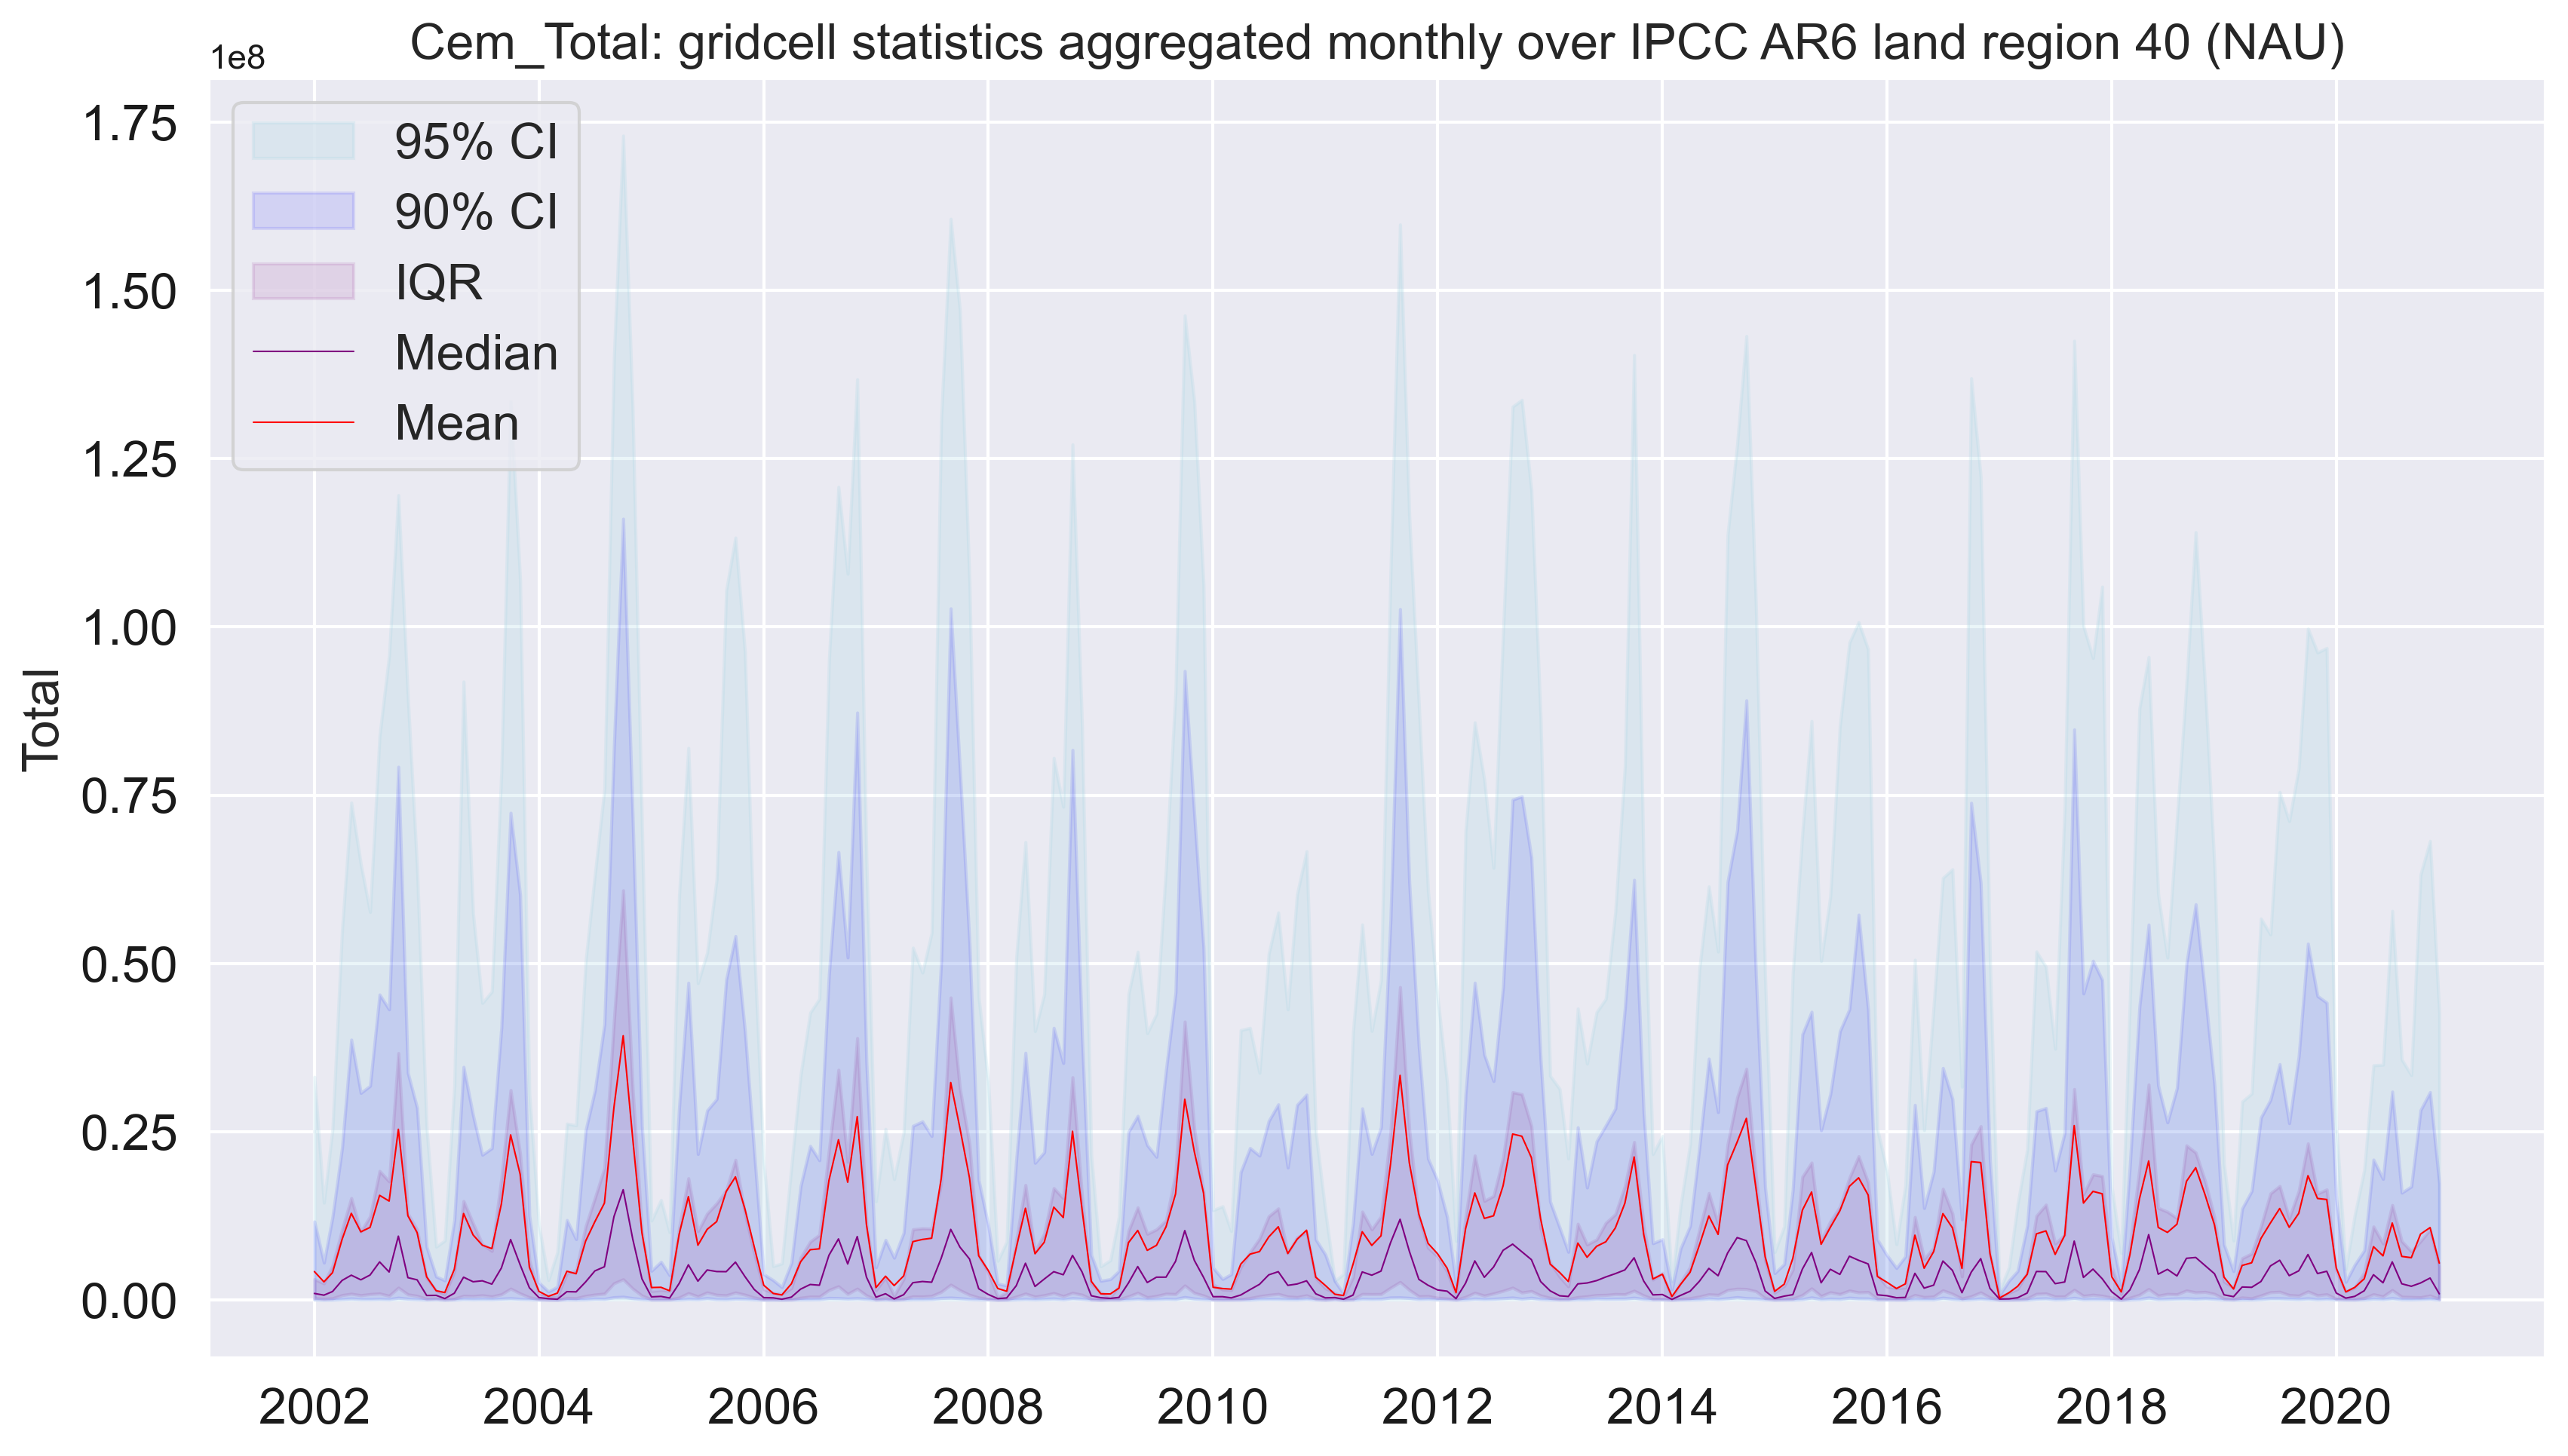 Cem_Total: gridcell statistics aggregated monthly over IPCC AR6 land region 40 (NAU)
1e8
1.75
1.50
1.25
1.00
0.75
0.50
0.25
0.00
Total
95% CI
90% CI
IQR
Median
Mean
2002 2004 2006 2008 2010 2012 2014 2016 2018 2020